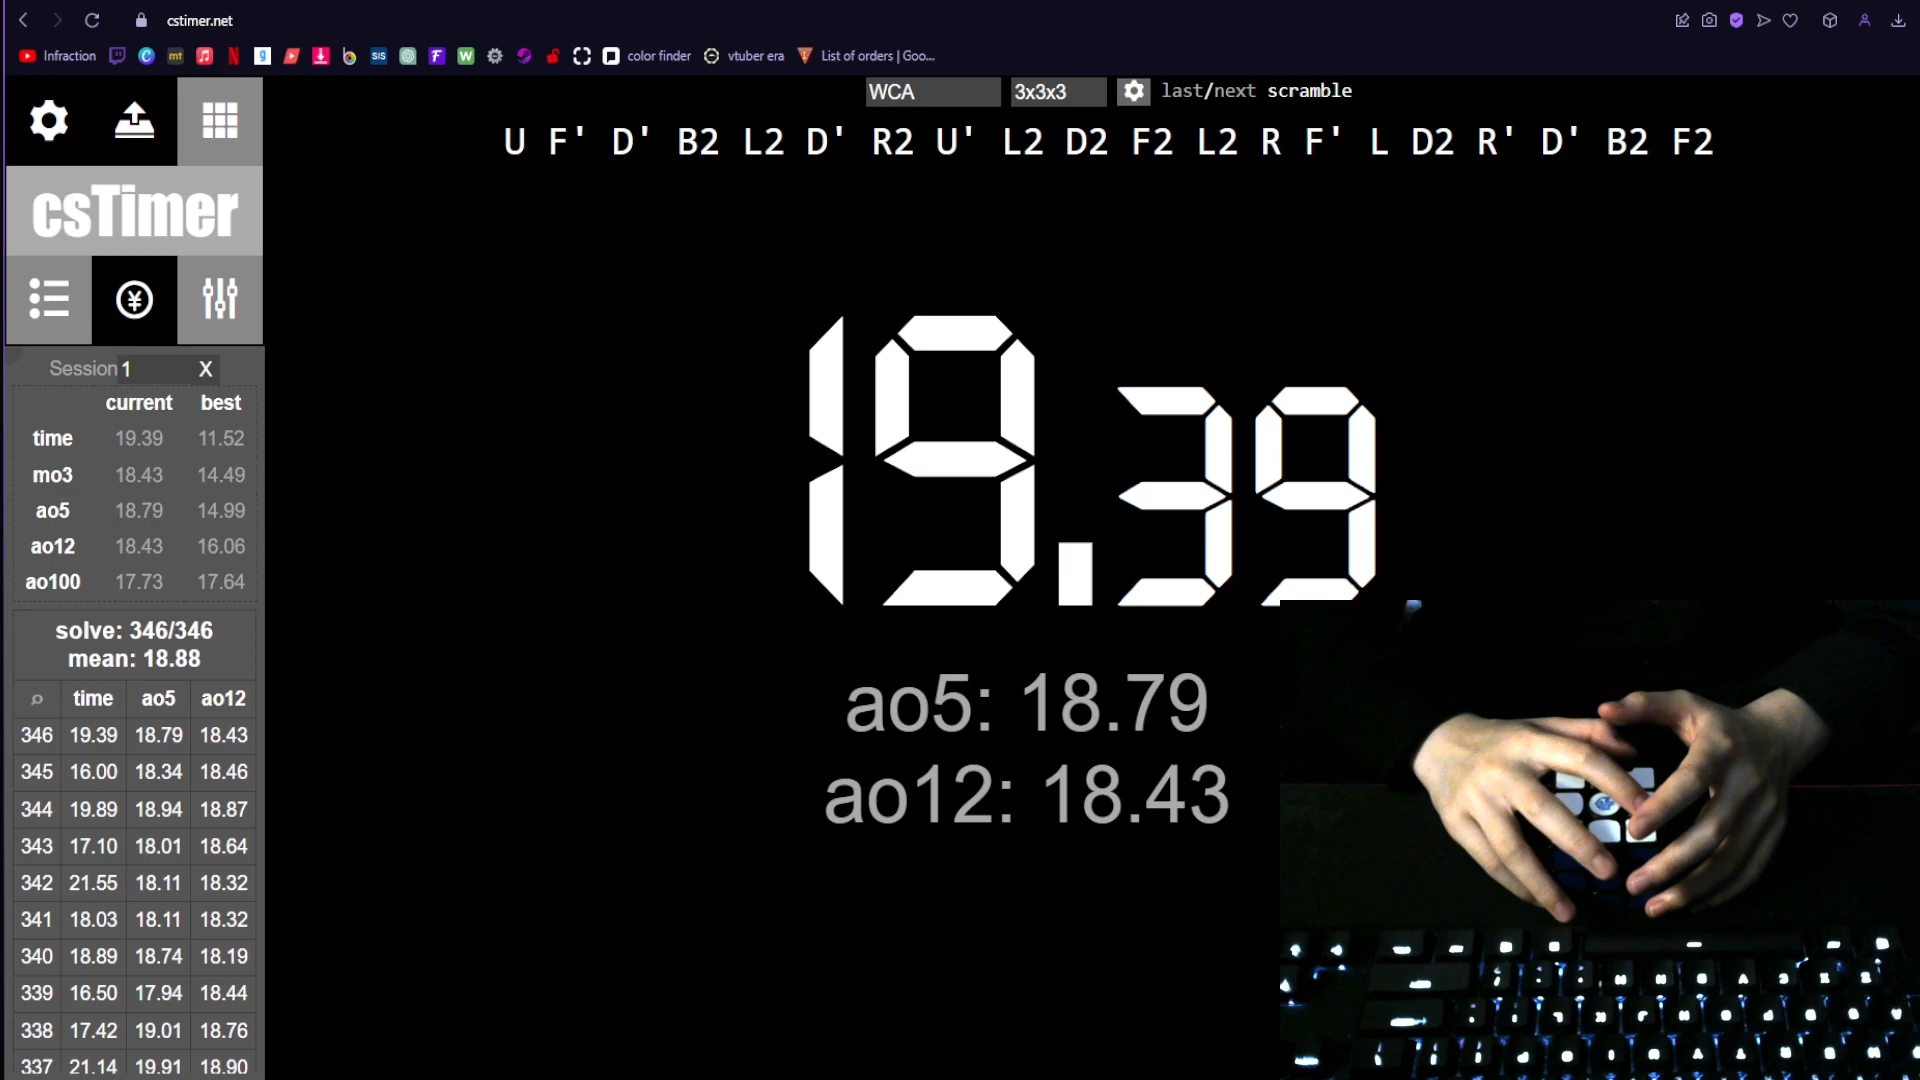 cstimer.net
Infraction
mt
SIS
color finder
vtuber era
List of orders | Goo...
WCA
3x3x3
last/next scramble
U F' D' B2 L2 D' R2 U' L2 D2 F2 L2 R F' L D2 R' D' B2 F2
csTimer
Session 1 X
current best
time 19.39 11.52
mo3 18.43 14.49
ao5 18.79 14.99
ao12 18.43 16.06
ao100 17.73 17.64
solve: 346/346
mean: 18.88
time ao5 ao12
346 19.39 18.79 18.43
345 16.00 18.34 18.46
344 19.89 18.94 18.87
343 17.10 18.01 18.64
342 21.55 18.11 18.32
341 18.03 18.11 18.32
340 18.89 18.74 18.19
339 16.50 17.94 18.44
338 17.42 19.01 18.76
337 21.14 19.91 18.90
19.39
ao5: 18.79
ao12: 18.43